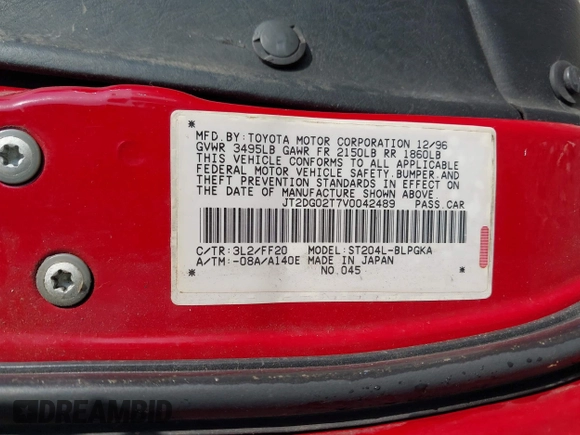 MFD. BY: TOYOTA MOTOR CORPORATION 12/96
GVWR 3495LB GAWR FR 2150LB RR 1860LB
THIS VEHICLE CONFORMS TO ALL APPLICABLE
FEDERAL MOTOR VEHICLE SAFETY, BUMPER, AND
THEFT PREVENTION STANDARDS IN EFFECT ON
THE DATE OF MANUFACTURE SHOWN ABOVE.
JT2DG02T7V0042489 PASS. CAR
C/TR: 3L2/FF20 MODEL: ST204L-BLPGKA
A/TM: -08A/A140E MADE IN JAPAN
NO. 045
DREAMBID